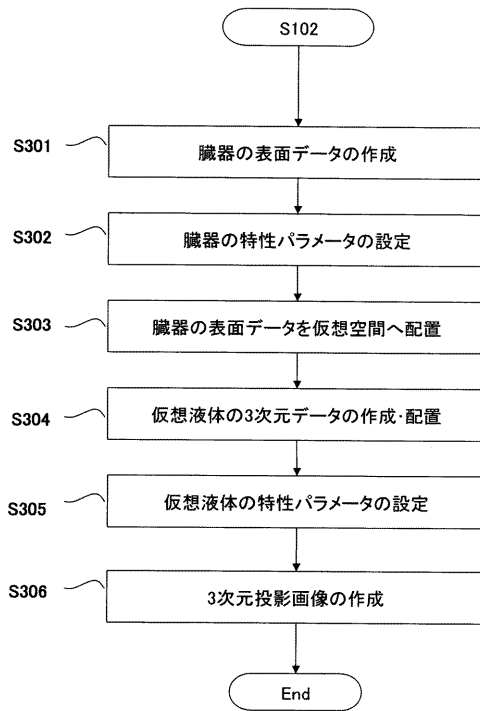 S102
S301
臓器の表面データの作成
S302
臓器の特性パラメータの設定
S303
臓器の表面データを仮想空間へ配置
S304
仮想液体の3次元データの作成・配置
S305
仮想液体の特性パラメータの設定
S306
3次元投影画像の作成
End